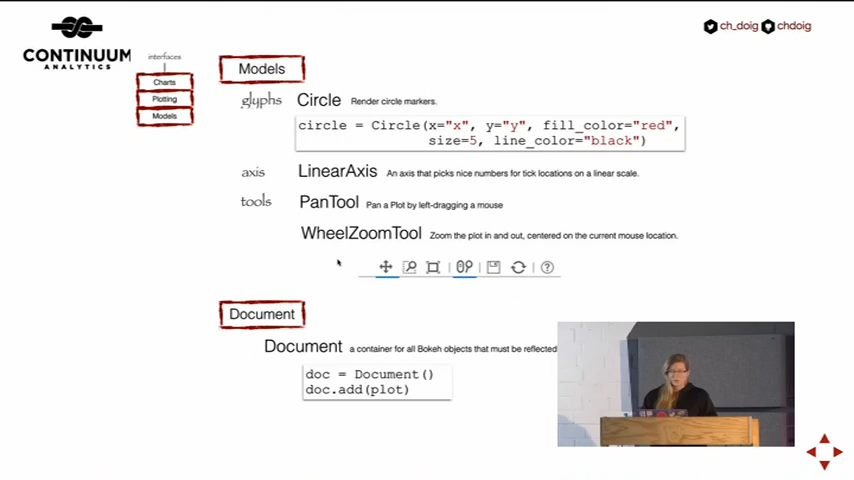 CONTINUUM
ANALYTICS
ch_doig chdoig
interfaces
Charts
Plotting
Models
Models
glyphs Circle Render circle markers.
circle = Circle(x="x", y="y", fill_color="red",
size=5, line_color="black")
axis LinearAxis An axis that picks nice numbers for tick locations on a linear scale.
tools PanTool Pan a Plot by left-dragging a mouse
WheelZoomTool Zoom the plot in and out, centered on the current mouse location.
Document
Document a container for all Bokeh objects that must be reflected
doc = Document()
doc.add(plot)